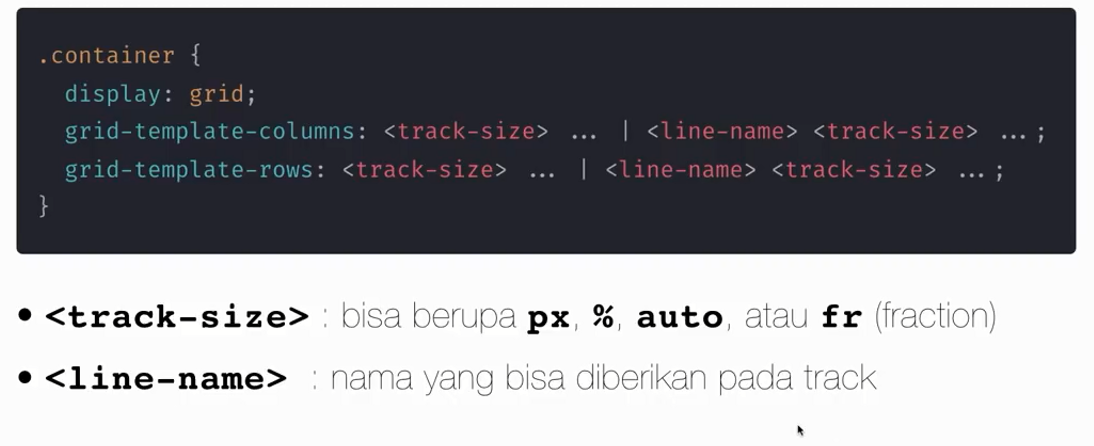 .container {
display: grid;
grid-template-columns: <track-size> ... | <line-name> <track-size> ...;
grid-template-rows: <track-size> ... | <line-name> <track-size> ...;
}
• <track-size> : bisa berupa px, %, auto, atau fr (fraction)
• <line-name> : nama yang bisa diberikan pada track